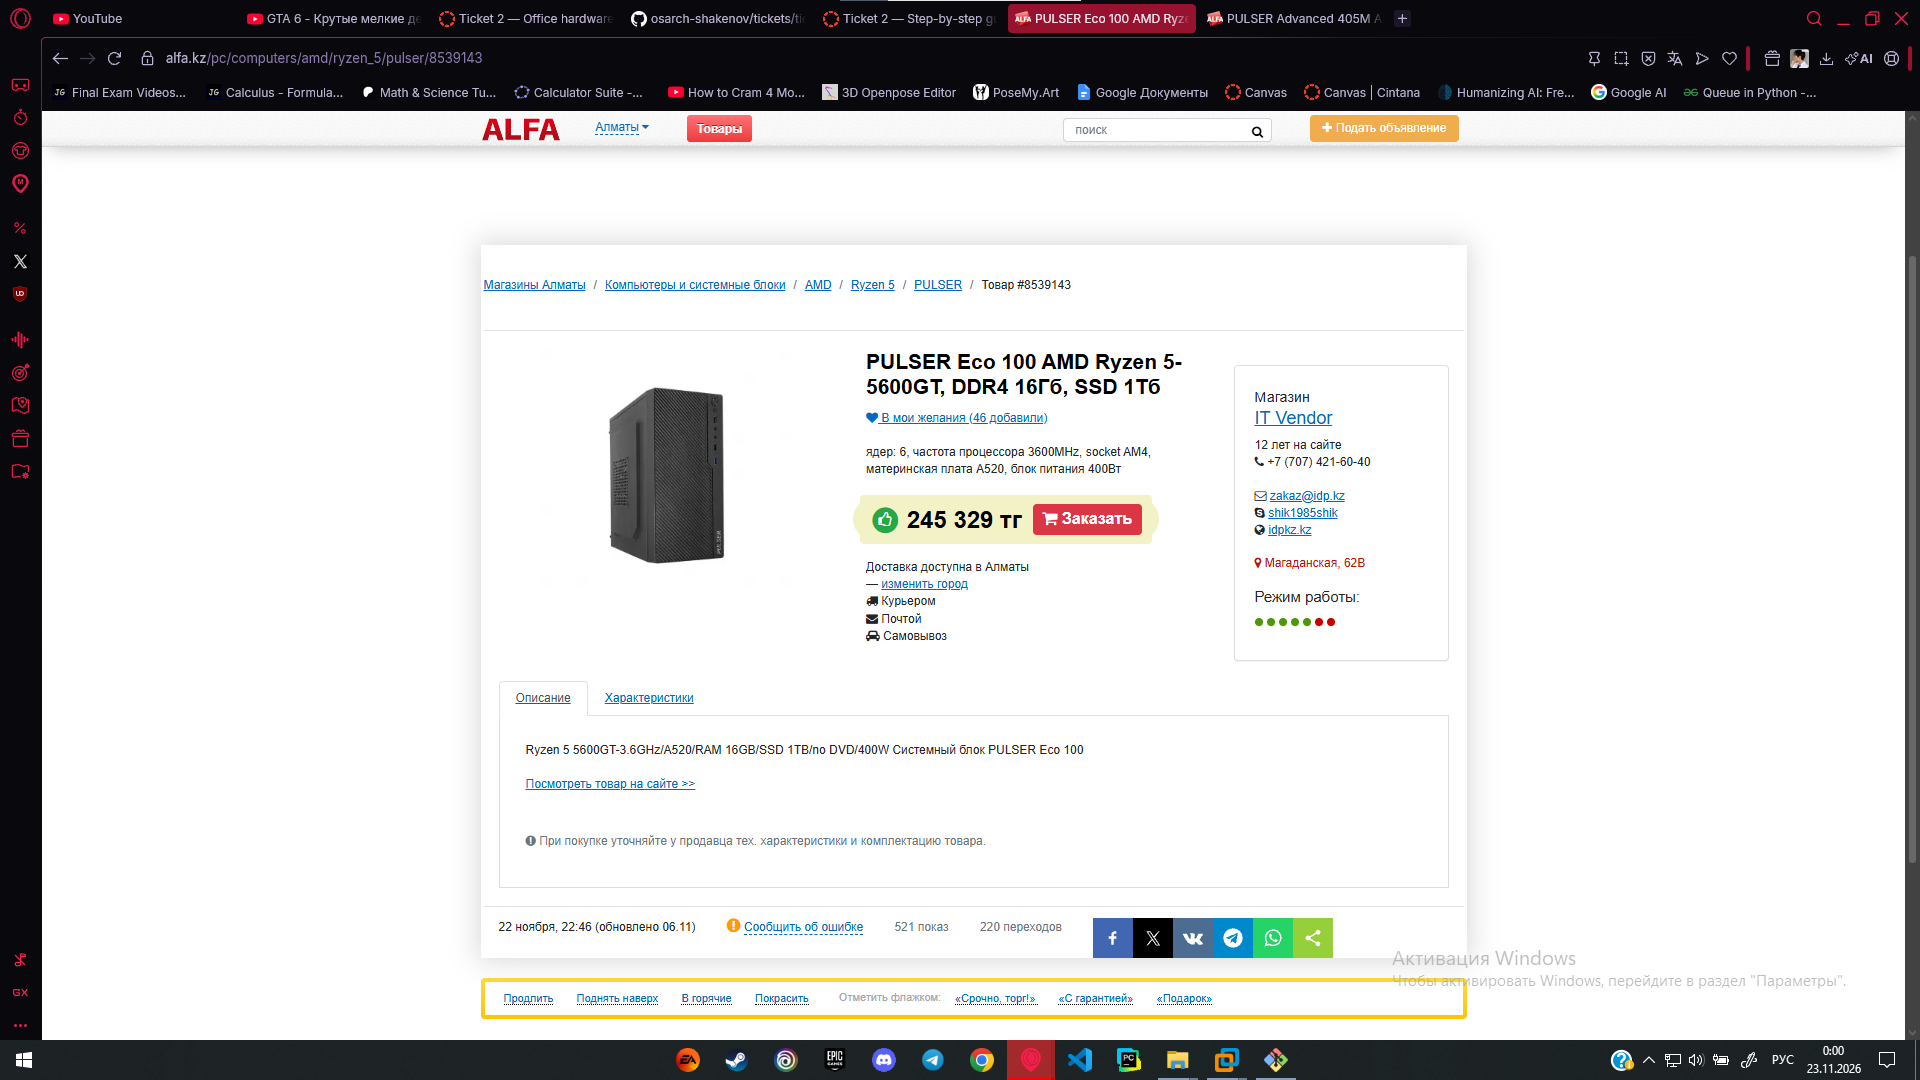 YouTube
GTA 6 - Крутые мелкие де
Ticket 2 — Office hardware
osarch-shakenov/tickets/ti
Ticket 2 — Step-by-step g
PULSER Eco 100 AMD Ryze
PULSER Advanced 405M A
alfa.kz/pc/computers/amd/ryzen_5/pulser/8539143
AI
Final Exam Videos...
Calculus - Formula...
Math & Science Tu...
Calculator Suite -...
How to Cram 4 Mo...
3D Openpose Editor
PoseMy.Art
Google Документы
Canvas
Canvas | Cintana
Humanizing AI: Fre...
Google AI
Queue in Python -...
ALFA
Алматы
Товары
поиск
Подать объявление
Магазины Алматы / Компьютеры и системные блоки / AMD / Ryzen 5 / PULSER / Товар #8539143
PULSER Eco 100 AMD Ryzen 5-
5600GT, DDR4 16Гб, SSD 1Тб
В мои желания (46 добавили)
ядер: 6, частота процессора 3600MHz, socket AM4,
материнская плата A520, блок питания 400Вт
245 329 тг
Заказать
Доставка доступна в Алматы
— изменить город
Курьером
Почтой
Самовывоз
PULSER
Магазин
IT Vendor
12 лет на сайте
+7 (707) 421-60-40
zakaz@idp.kz
shik1985shik
idpkz.kz
Магаданская, 62В
Режим работы:
Описание
Характеристики
Ryzen 5 5600GT-3.6GHz/A520/RAM 16GB/SSD 1TB/no DVD/400W Системный блок PULSER Eco 100
Посмотреть товар на сайте >>
При покупке уточняйте у продавца тех. характеристики и комплектацию товара.
22 ноября, 22:46 (обновлено 06.11)
Сообщить об ошибке
521 показ
220 переходов
Активация Windows
Чтобы активировать Windows, перейдите в раздел "Параметры".
Продлить
Поднять наверх
В горячие
Покрасить
Отметить флажком:
«Срочно, торг!»
«С гарантией»
«Подарок»
GX
РУС
0:00
23.11.2026